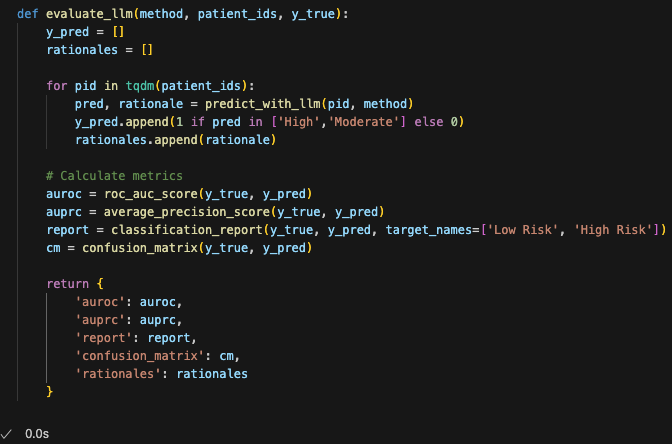 def evaluate_llm(method, patient_ids, y_true):
    y_pred = []
    rationales = []

    for pid in tqdm(patient_ids):
        pred, rationale = predict_with_llm(pid, method)
        y_pred.append(1 if pred in ['High','Moderate'] else 0)
        rationales.append(rationale)

    # Calculate metrics
    auroc = roc_auc_score(y_true, y_pred)
    auprc = average_precision_score(y_true, y_pred)
    report = classification_report(y_true, y_pred, target_names=['Low Risk', 'High Risk'])
    cm = confusion_matrix(y_true, y_pred)

    return {
        'auroc': auroc,
        'auprc': auprc,
        'report': report,
        'confusion_matrix': cm,
        'rationales': rationales
    }
✓ 0.0s